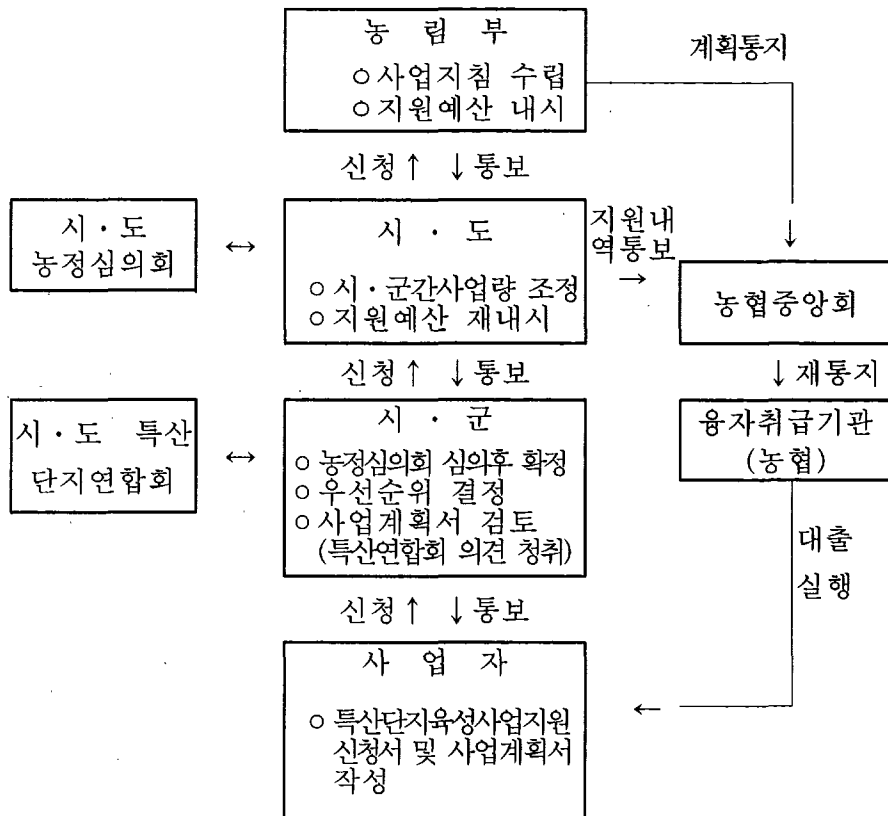 농 림 부
○ 사업지침 수립
○ 지원예산 내시
계획통지
신청↑ ↓통보
시·도
농정심의회
↔
시 · 도
○ 시·군간사업량 조정
○ 지원예산 재내시
지원내
역통보
→
↓
농협중앙회
신청↑ ↓통보
↓재통지
시·도 특산
단지연합회
↔
시 · 군
○ 농정심의회 심의후 확정
○ 우선순위 결정
○ 사업계획서 검토
(특산연합회 의견 청취)
융자취급기관
(농협)
대출
실행
신청↑ ↓통보
사 업 자
○ 특산단지육성사업지원
신청서 및 사업계획서
작성
←